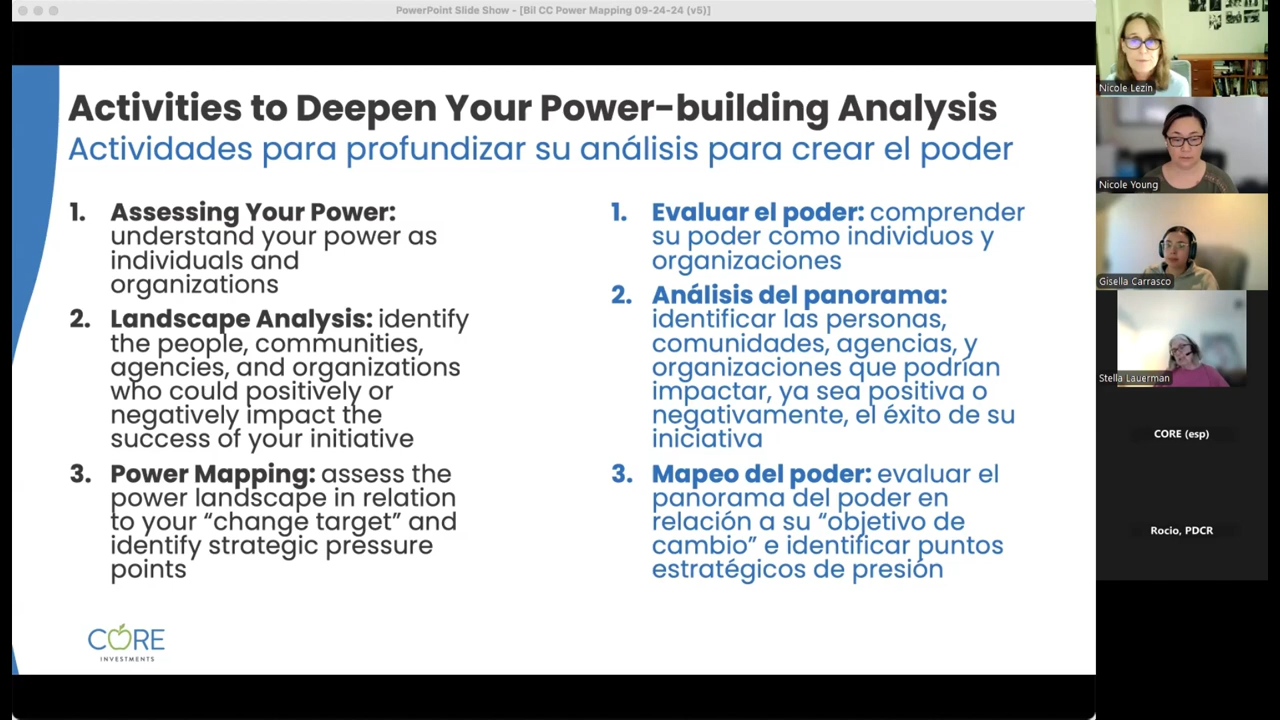 PowerPoint Slide Show - [Bil CC Power Mapping 09-24-24 (v5)]
Activities to Deepen Your Power-building Analysis
Actividades para profundizar su análisis para crear el poder
1. Assessing Your Power:
understand your power as
individuals and
organizations
2. Landscape Analysis: identify
the people, communities,
agencies, and organizations
who could positively or
negatively impact the
success of your initiative
3. Power Mapping: assess the
power landscape in relation
to your “change target” and
identify strategic pressure
points
1. Evaluar el poder: comprender
su poder como individuos y
organizaciones
2. Análisis del panorama:
identificar las personas,
comunidades, agencias, y
organizaciones que podrían
impactar, ya sea positiva o
negativamente, el éxito de su
iniciativa
3. Mapeo del poder: evaluar el
panorama del poder en
relación a su “objetivo de
cambio” e identificar puntos
estratégicos de presión
CORE
INVESTMENTS
Nicole Lezin
Nicole Young
Gisella Carrasco
Stella Lauerman
CORE (esp)
Rocio, PDCR